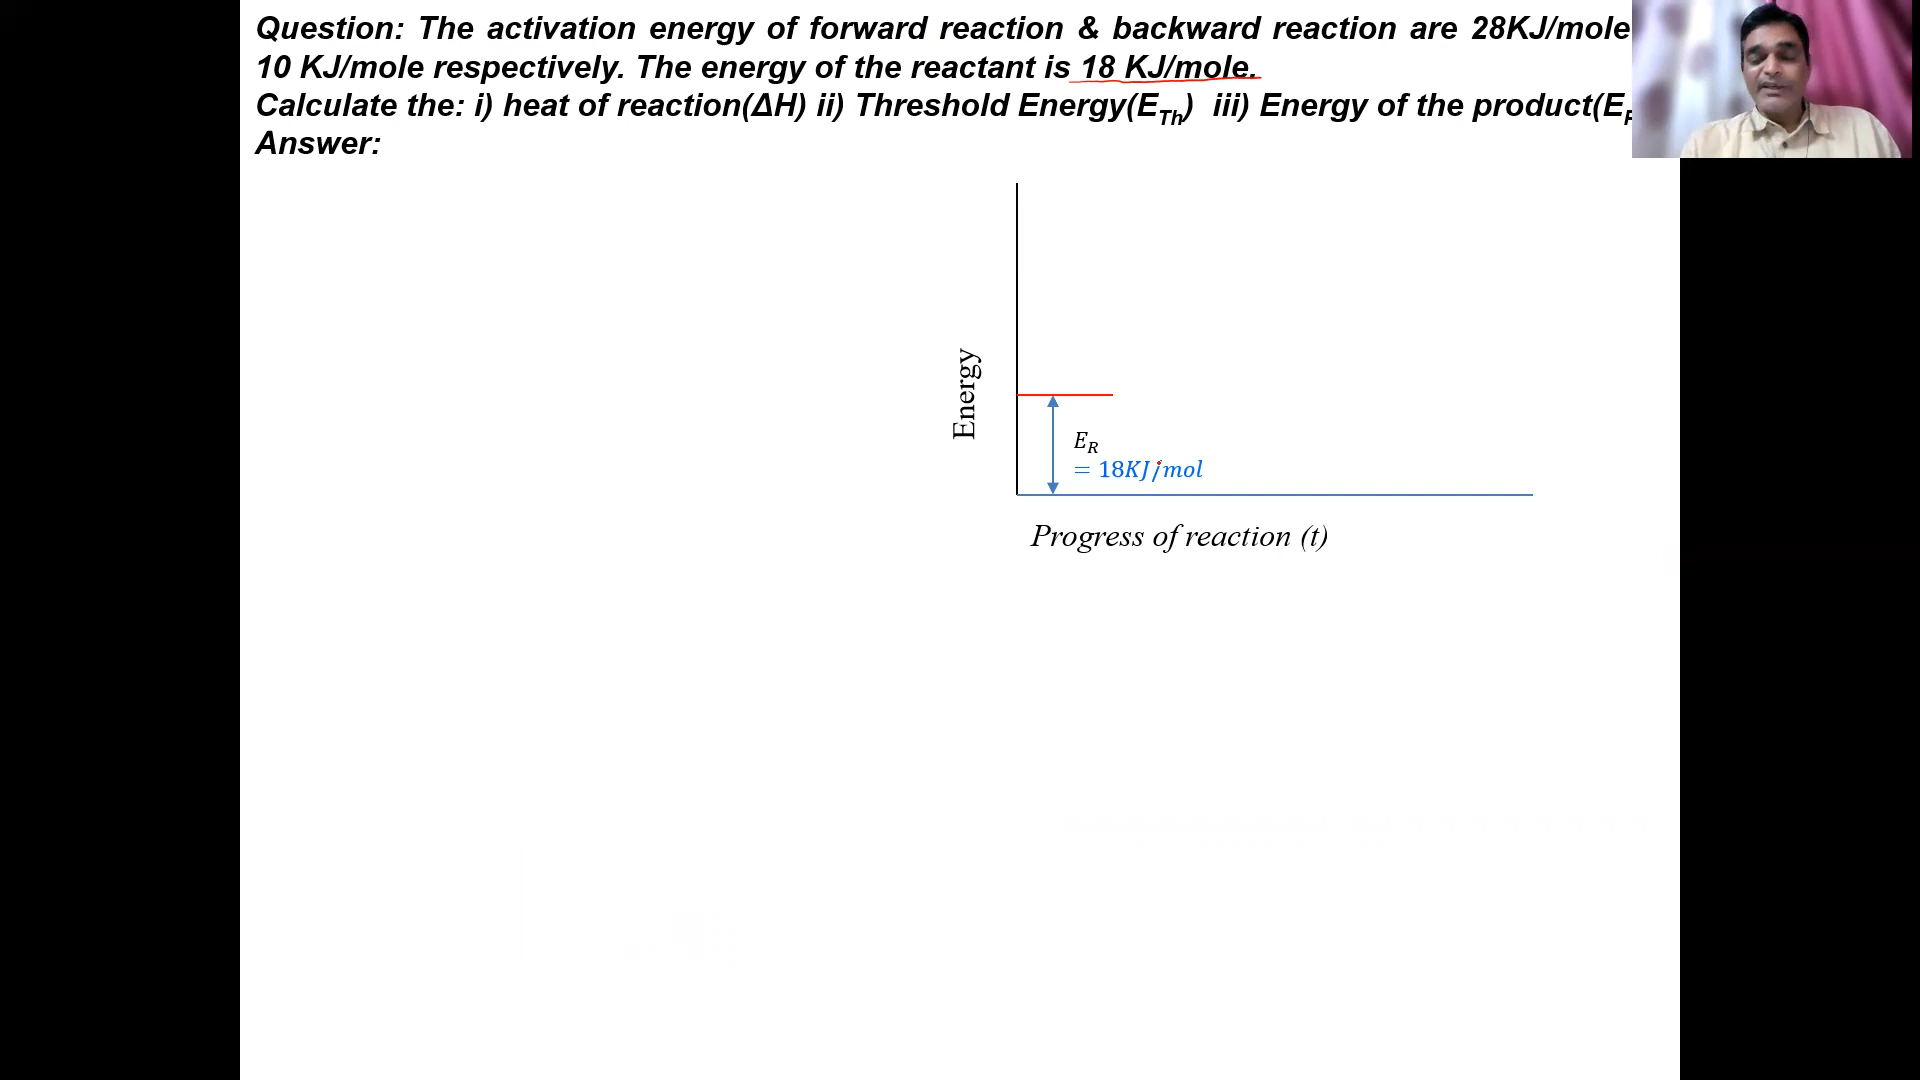 Question: The activation energy of forward reaction & backward reaction are 28KJ/mole
10 KJ/mole respectively. The energy of the reactant is 18 KJ/mole.
Calculate the: i) heat of reaction(ΔH) ii) Threshold Energy(E_Th) iii) Energy of the product(E
Answer:
Energy
E_R
= 18KJ/mol
Progress of reaction (t)